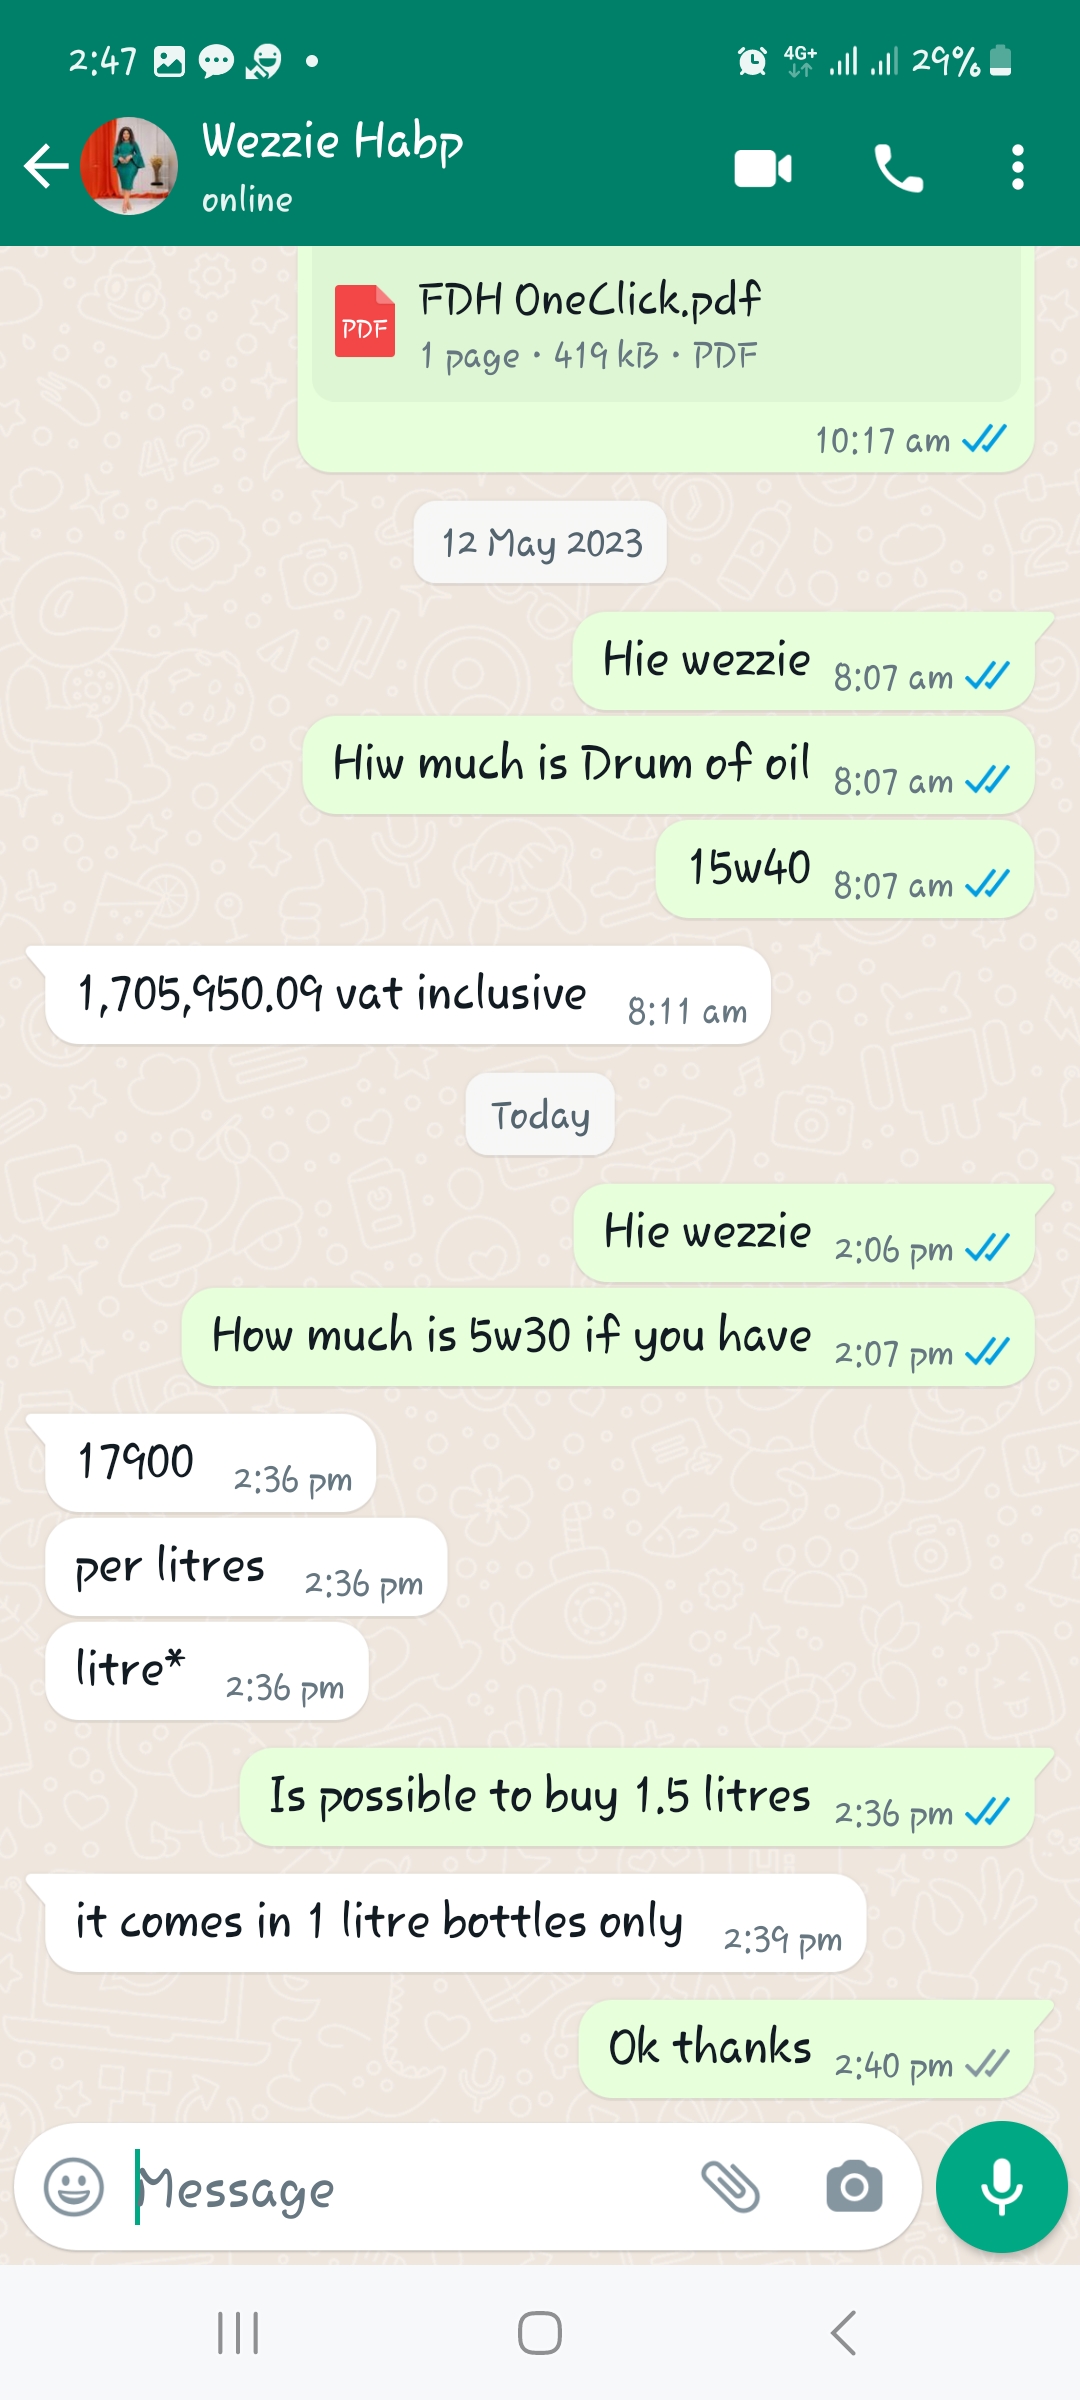 2:47 4G+ 29%
Wezzie Habp
online
PDF FDH OneClick.pdf
1 page • 419 kB • PDF
10:17 am
12 May 2023
Hie wezzie 8:07 am
Hiw much is Drum of oil 8:07 am
15w40 8:07 am
1,705,950.09 vat inclusive 8:11 am
Today
Hie wezzie 2:06 pm
How much is 5w30 if you have 2:07 pm
17900 2:36 pm
per litres 2:36 pm
litre* 2:36 pm
Is possible to buy 1.5 litres 2:36 pm
it comes in 1 litre bottles only 2:39 pm
Ok thanks 2:40 pm
Message